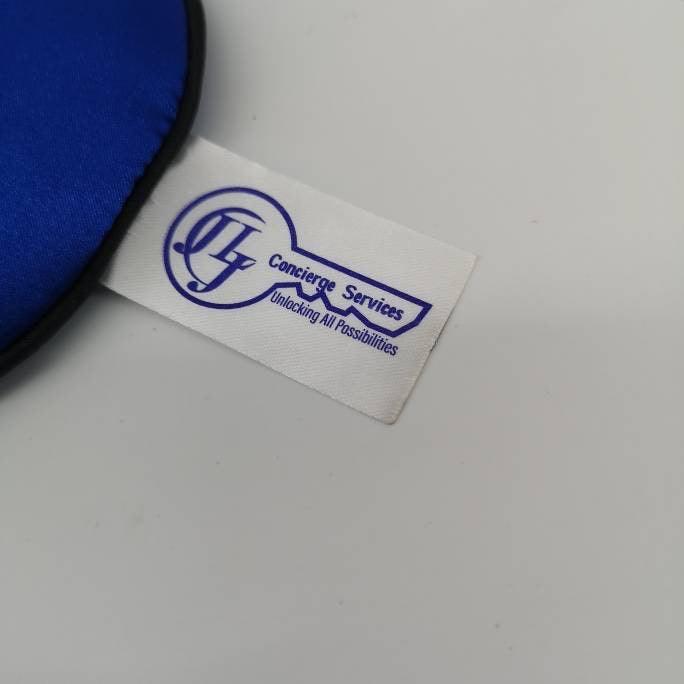 Concierge Services
Unlocking All Possibilities